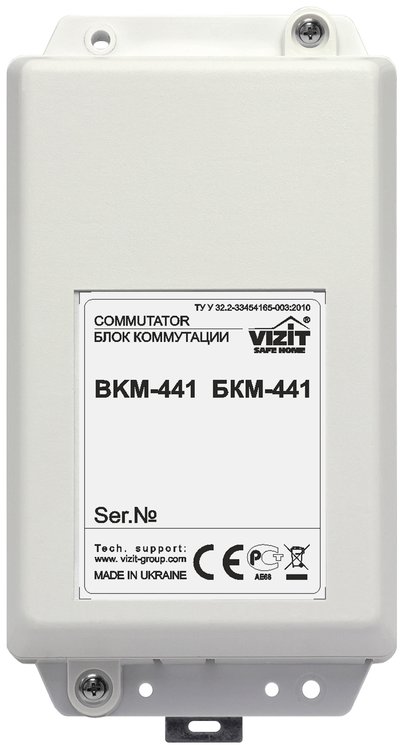 ТУ У 32.2-33454165-003:2010
COMMUTATOR
БЛОК КОММУТАЦИИ
VIZIT®
SAFE HOME
BKM-441 БКМ-441
Ser.№
Tech. support:
www. vizit-group.com
MADE IN UKRAINE
CE PCT
АЕ68